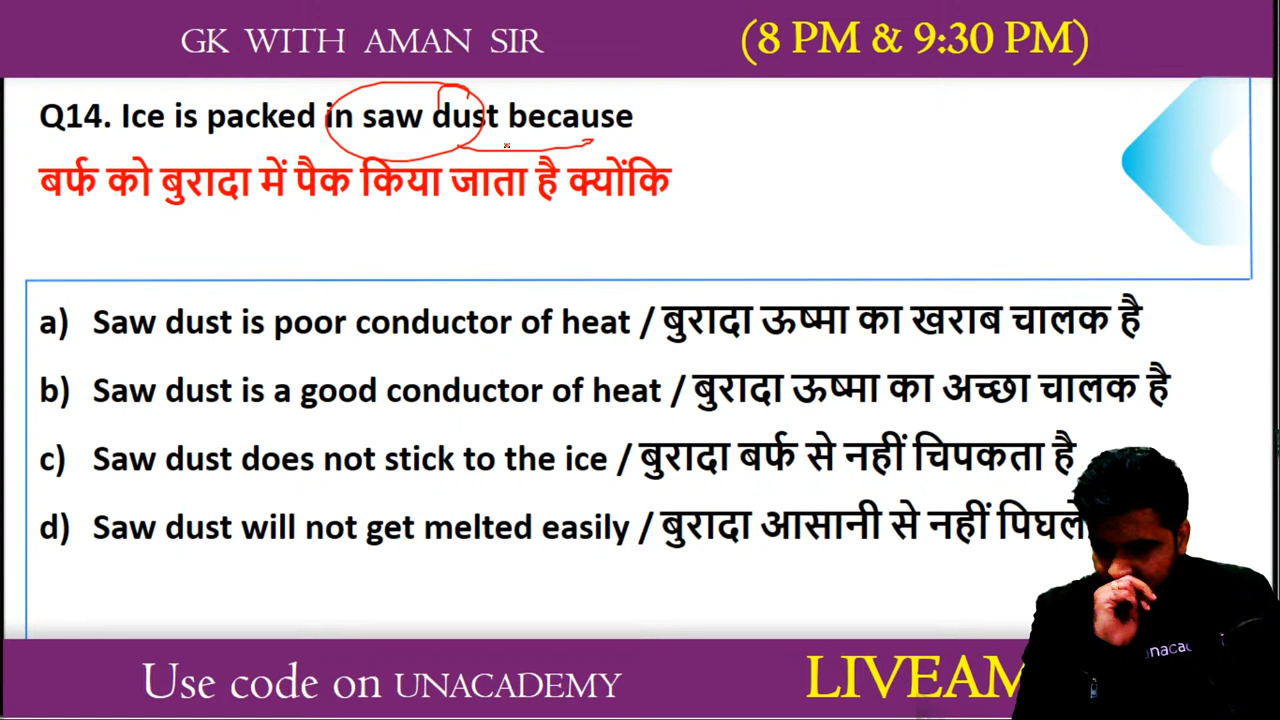 GK WITH AMAN SIR (8 PM & 9:30 PM)
Q14. Ice is packed in saw dust because
बर्फ को बुरादा में पैक किया जाता है क्योंकि
a) Saw dust is poor conductor of heat / बुरादा ऊष्मा का खराब चालक है
b) Saw dust is a good conductor of heat / बुरादा ऊष्मा का अच्छा चालक है
c) Saw dust does not stick to the ice / बुरादा बर्फ से नहीं चिपकता है
d) Saw dust will not get melted easily / बुरादा आसानी से नहीं
Use code on UNACADEMY LIVEAM